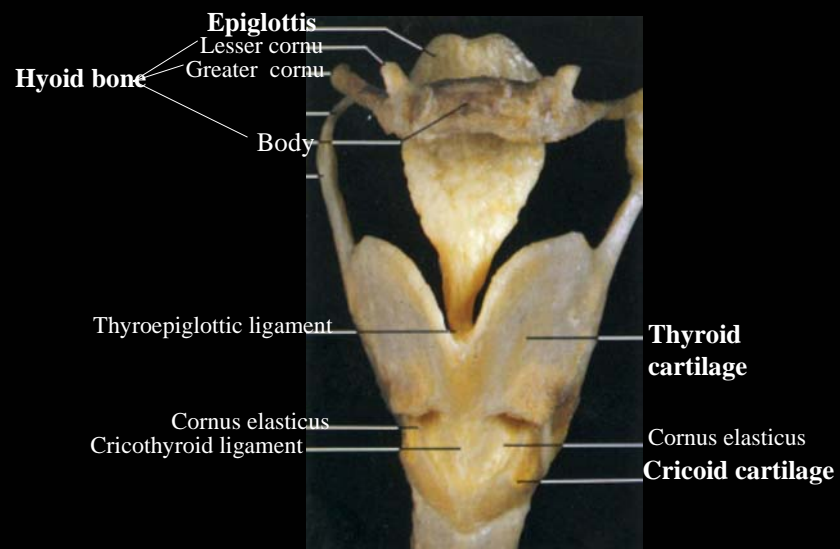 Epiglottis
Lesser cornu
Hyoid bone
Greater cornu
Body
Thyroepiglottic ligament
Thyroid
cartilage
Cornus elasticus
Cricothyroid ligament
Cornus elasticus
Cricoid cartilage